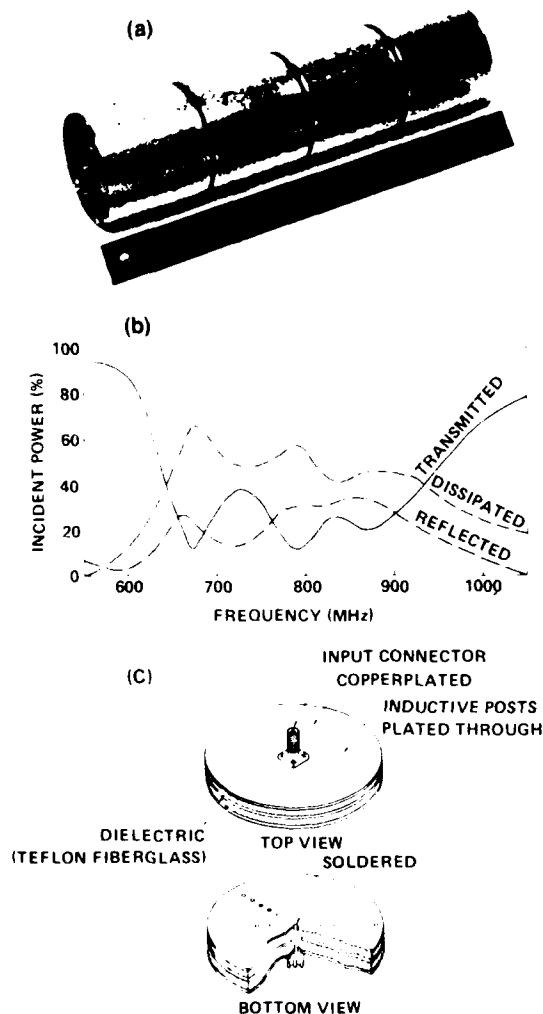 (a)
(b)
100
80
60
40
20
0
INCIDENT POWER (%)
TRANSMITTED
DISSIPATED
REFLECTED
600 700 800 900 1000
FREQUENCY (MHz)
(C)
INPUT CONNECTOR
COPPERPLATED
INDUCTIVE POSTS
PLATED THROUGH
DIELECTRIC
(TEFLON FIBERGLASS)
TOP VIEW
SOLDERED
BOTTOM VIEW